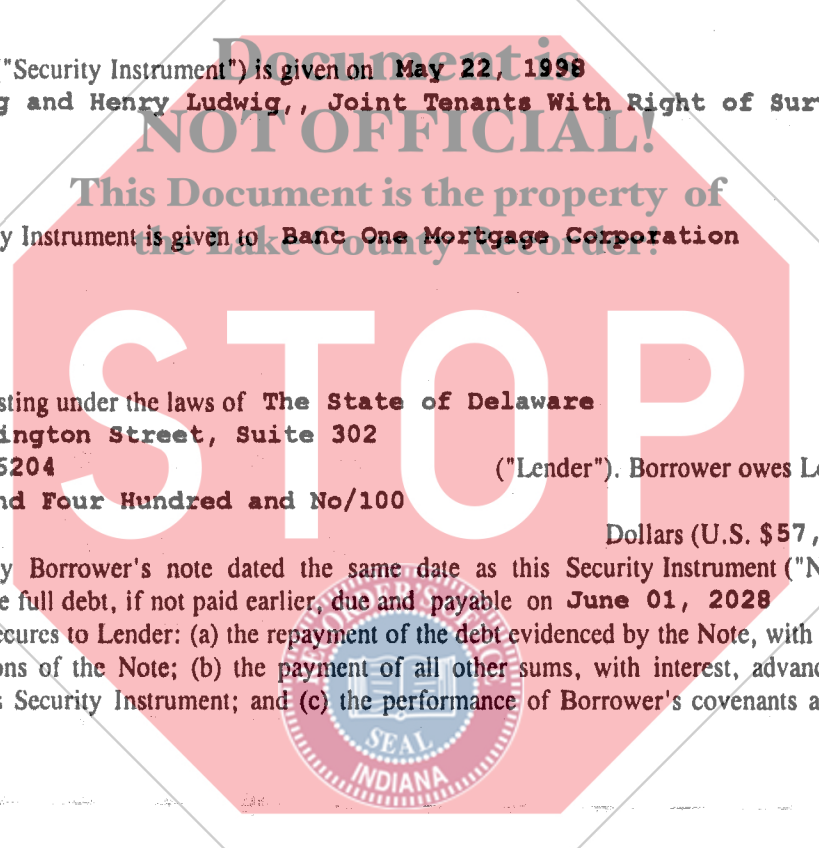 Document is
("Security Instrument") is given on May 22, 1998
g and Henry Ludwig,, Joint Tenants With Right of Sur
NOT OFFICIAL!
This Document is the property of
y Instrument is given to Banc One Mortgage Corporation
the Lake County Recorder!
STOP
sting under the laws of The State of Delaware
ington Street, Suite 302
5204 ("Lender"). Borrower owes Le
nd Four Hundred and No/100
Dollars (U.S. $57,
y Borrower's note dated the same date as this Security Instrument ("N
e full debt, if not paid earlier, due and payable on June 01, 2028
ecures to Lender: (a) the repayment of the debt evidenced by the Note, with
ons of the Note; (b) the payment of all other sums, with interest, advanc
s Security Instrument; and (c) the performance of Borrower's covenants a
SEAL
INDIANA